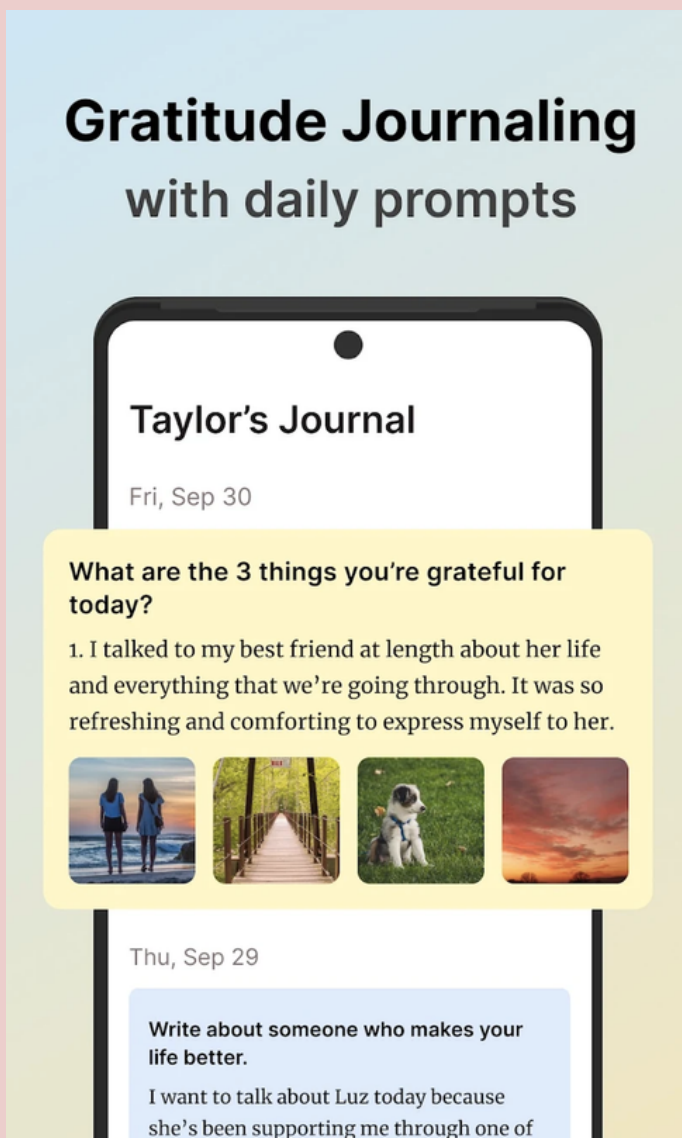 Gratitude Journaling
with daily prompts
Taylor’s Journal
Fri, Sep 30
What are the 3 things you’re grateful for
today?
1. I talked to my best friend at length about her life
and everything that we’re going through. It was so
refreshing and comforting to express myself to her.
Thu, Sep 29
Write about someone who makes your
life better.
I want to talk about Luz today because
she’s been supporting me through one of